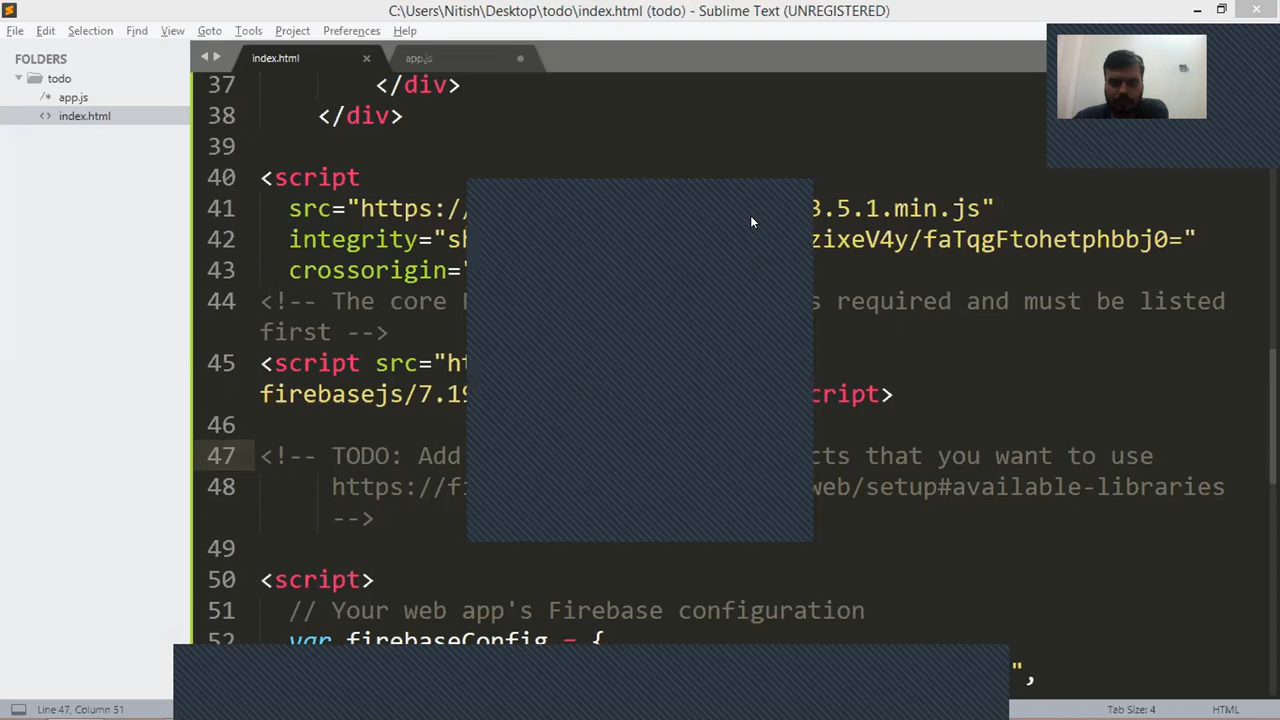 C:\Users\Nitish\Desktop\todo\index.html (todo) - Sublime Text (UNREGISTERED)
File Edit Selection Find View Goto Tools Project Preferences Help
FOLDERS
todo
app.js
index.html
index.html
app.js
37 </div>
38 </div>
39
40 <script
41 src="https:/ 3.5.1.min.js"
42 integrity="s zixeV4y/faTqgFtohetphbbj0="
43 crossorigin=
44 <!-- The core s required and must be listed
first -->
45 <script src="h
firebasejs/7.19 cript>
46
47 <!-- TODO: Add cts that you want to use
48 https://f web/setup#available-libraries
-->
49
50 <script>
51 // Your web app's Firebase configuration
52 var firebaseConfig = {
",
Line 47, Column 51
Tab Size: 4
HTML